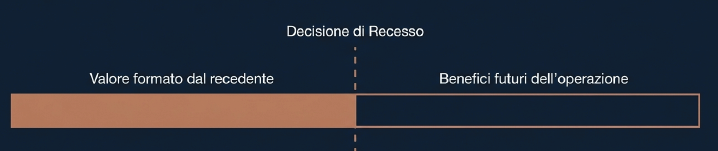 Decisione di Recesso
Valore formato dal recedente
Benefici futuri dell'operazione